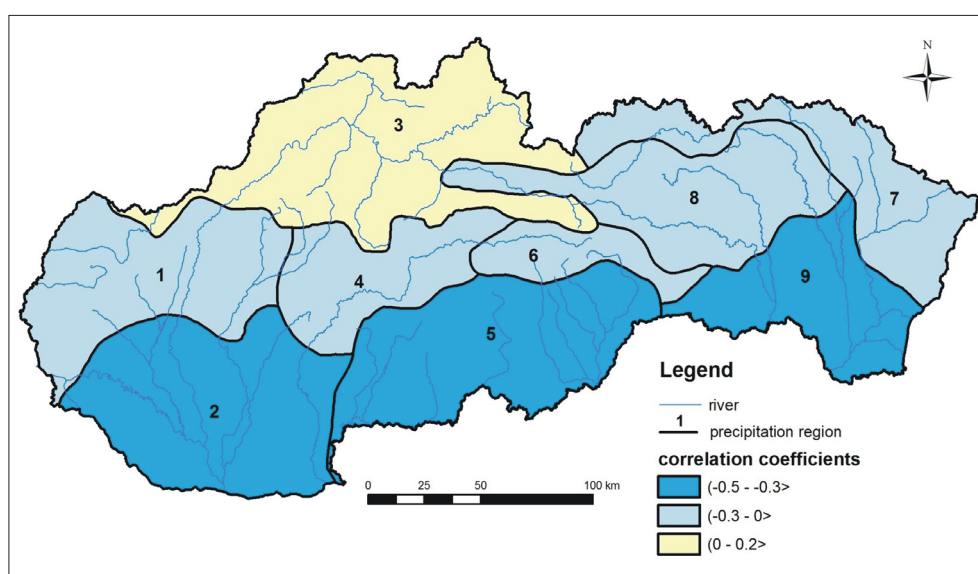 N
3
7
8
1
4
6
9
5
2
Legend
river
1
precipitation region
correlation coefficients
(-0.5 - -0.3>
(-0.3 - 0>
(0 - 0.2>
0 25 50 100 km